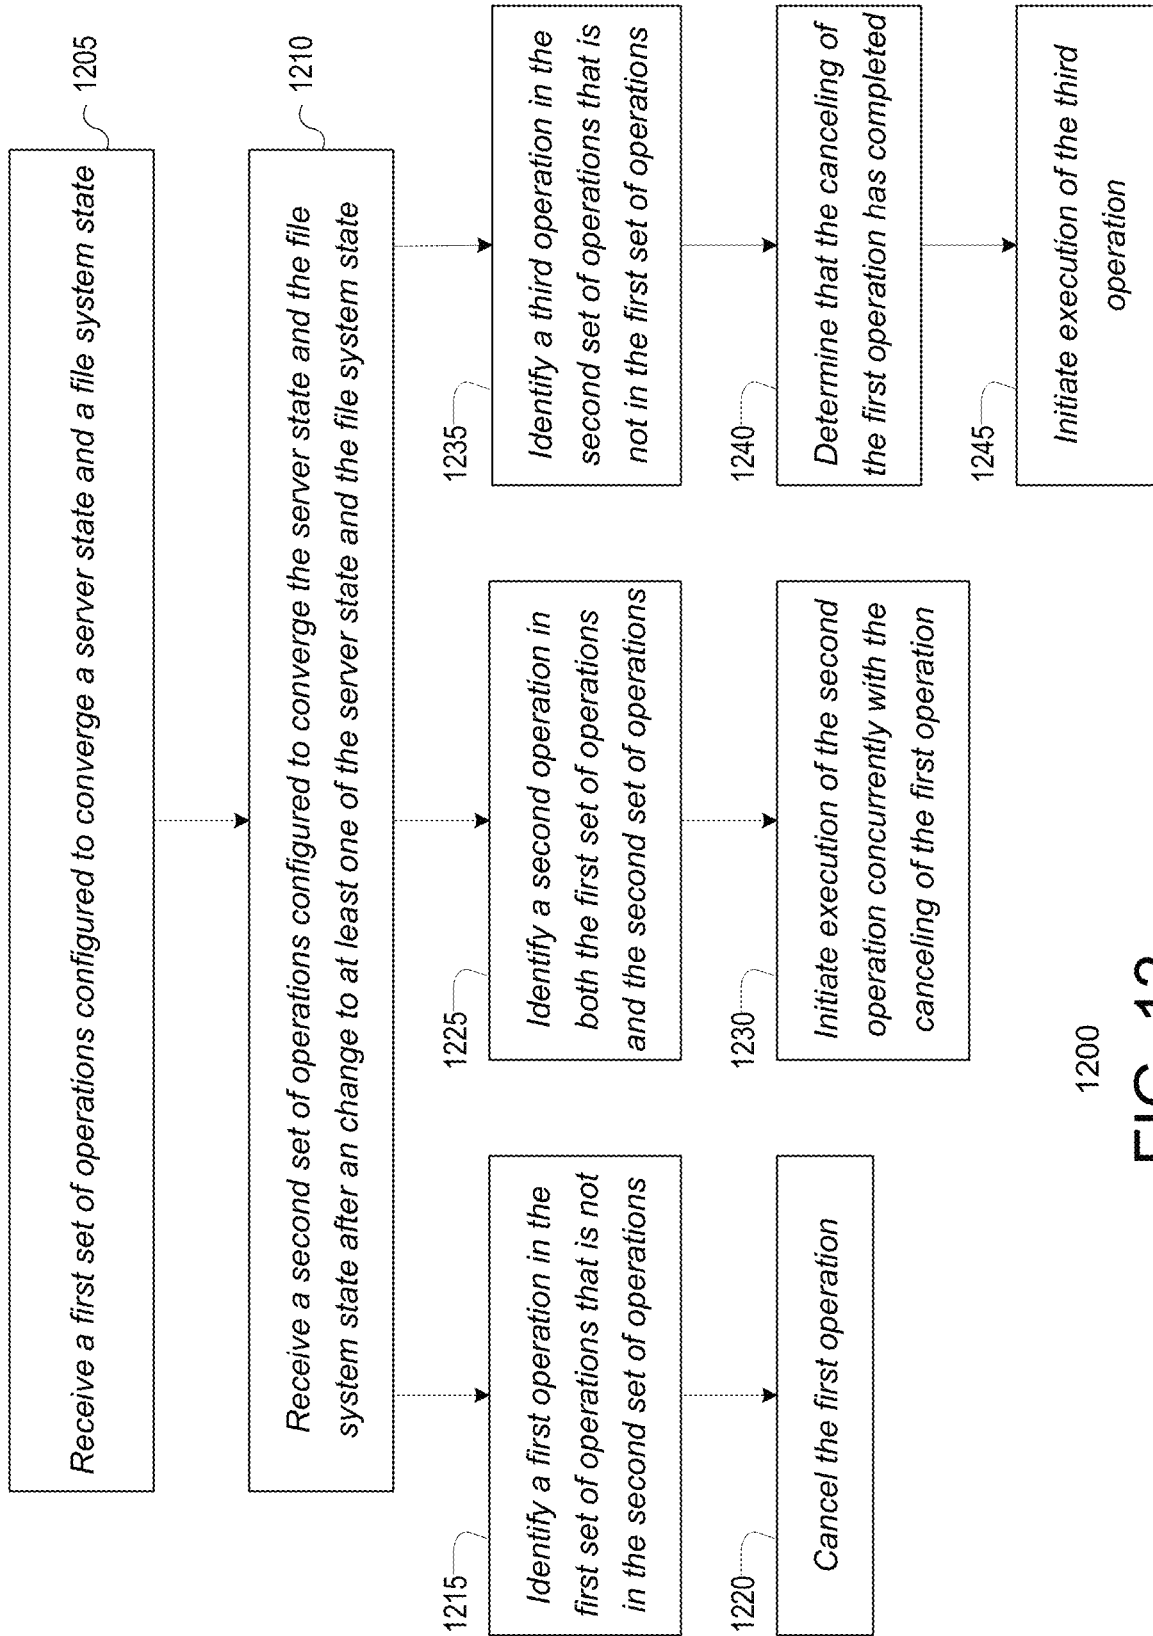 Receive a first set of operations configured to converge a server state and a file system state
1205
Receive a second set of operations configured to converge the server state and the file
system state after an change to at least one of the server state and the file system state
1210
1215
Identify a first operation in the
first set of operations that is not
in the second set of operations
1220
Cancel the first operation
1225
Identify a second operation in
both the first set of operations
and the second set of operations
1230
Initiate execution of the second
operation concurrently with the
canceling of the first operation
1235
Identify a third operation in the
second set of operations that is
not in the first set of operations
1240
Determine that the canceling of
the first operation has completed
1245
Initiate execution of the third
operation
1200
FIG. 12